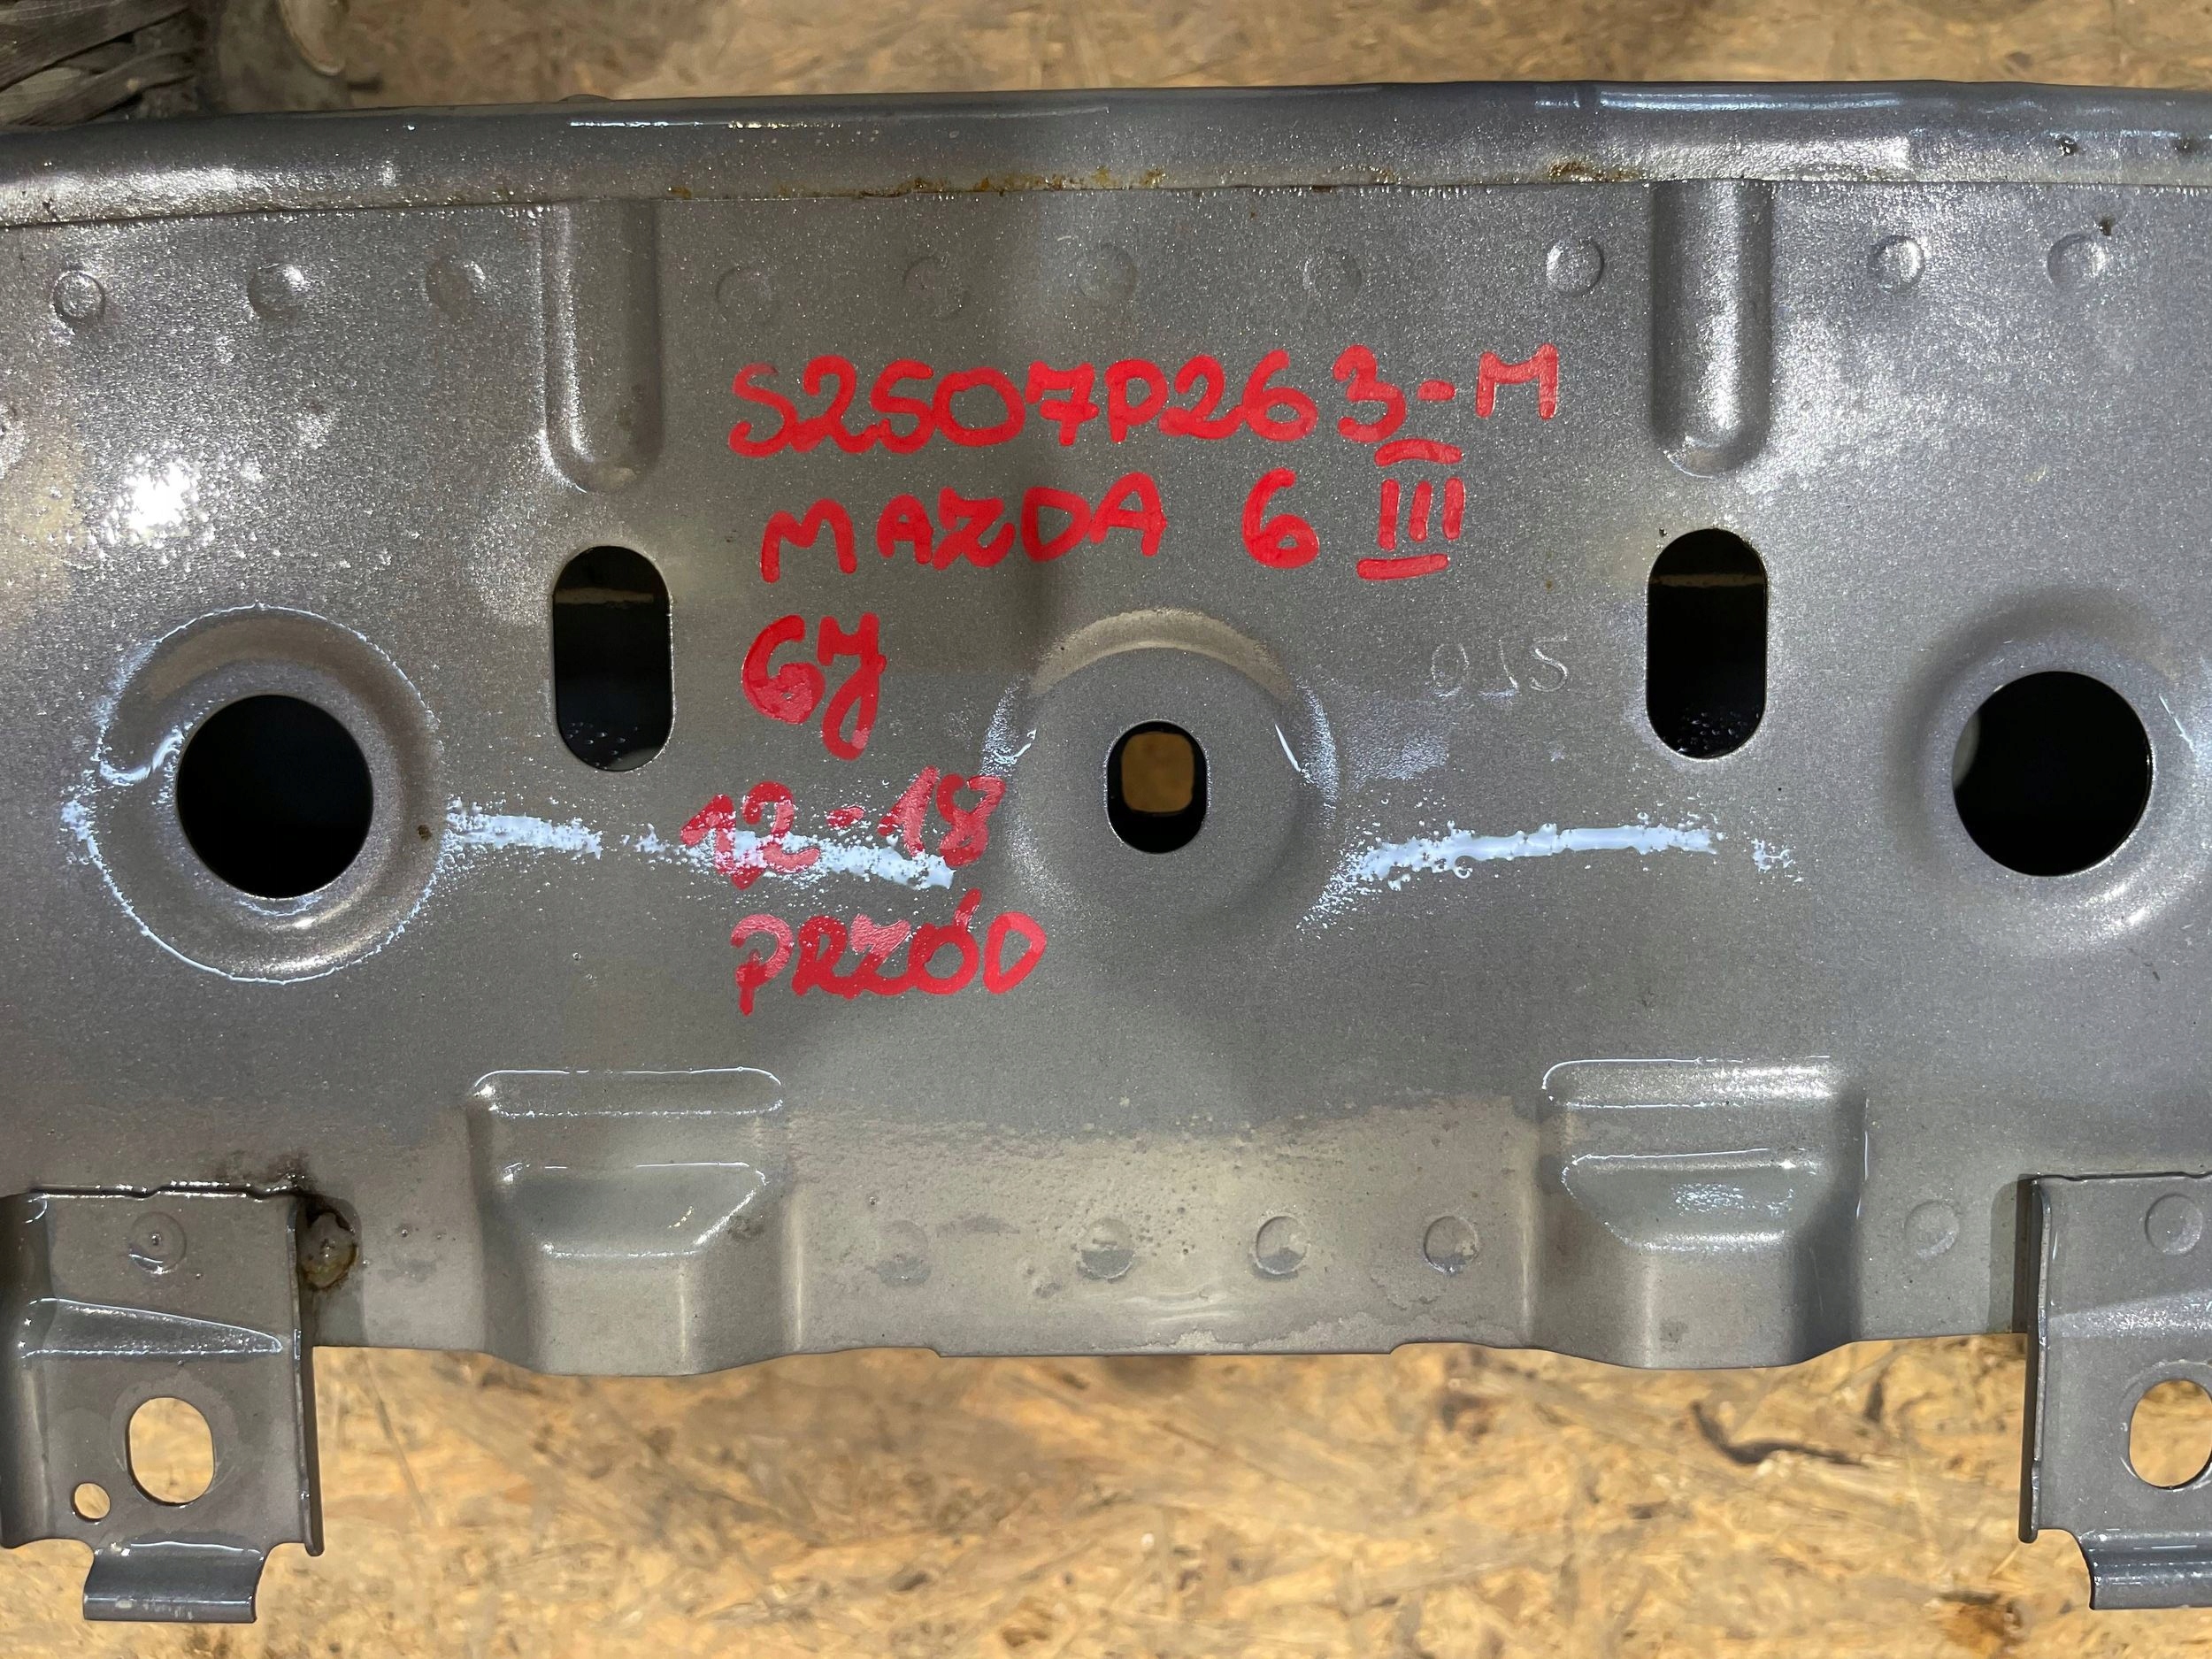 S2507P263-M
MAZDA 6 III
GJ
12-18
PRZÓD